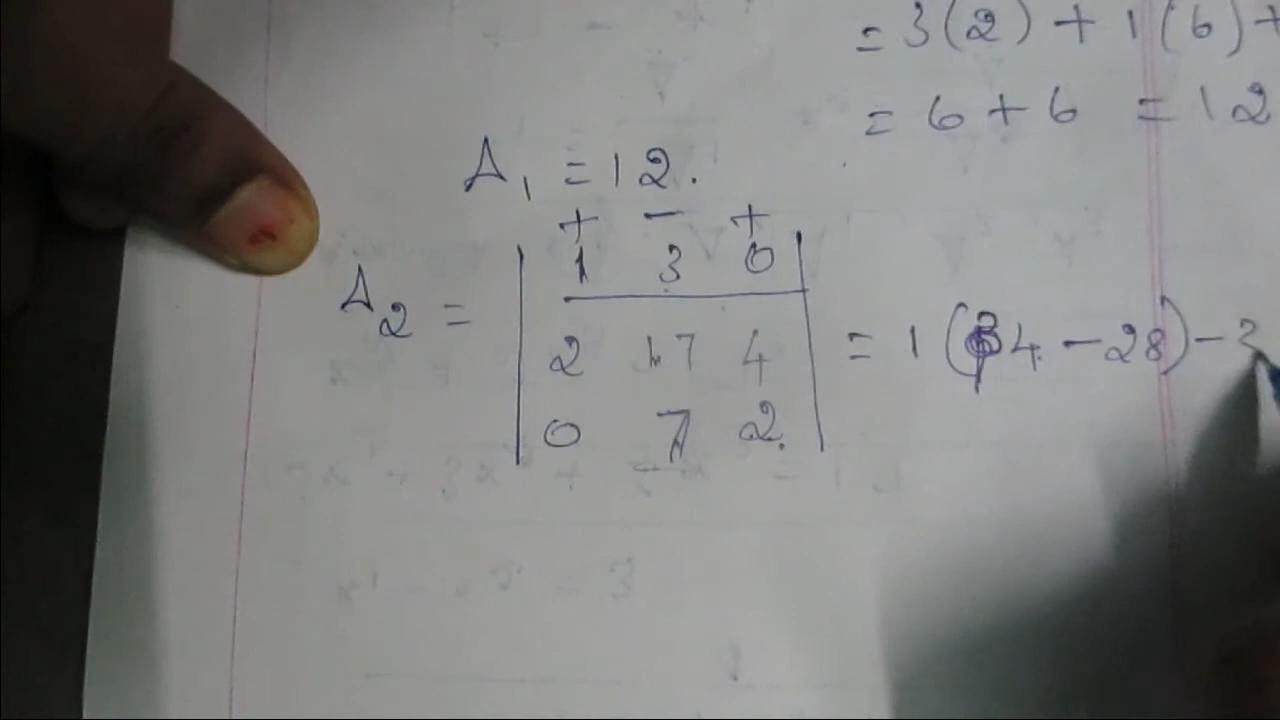 = 3(2) + 1(6) +
= 6 + 6 = 12
Δ₁ = 12.
+ − +
1 3 0
Δ₂ = 2 17 4 = 1(34 − 28) − 3
0 7 2.